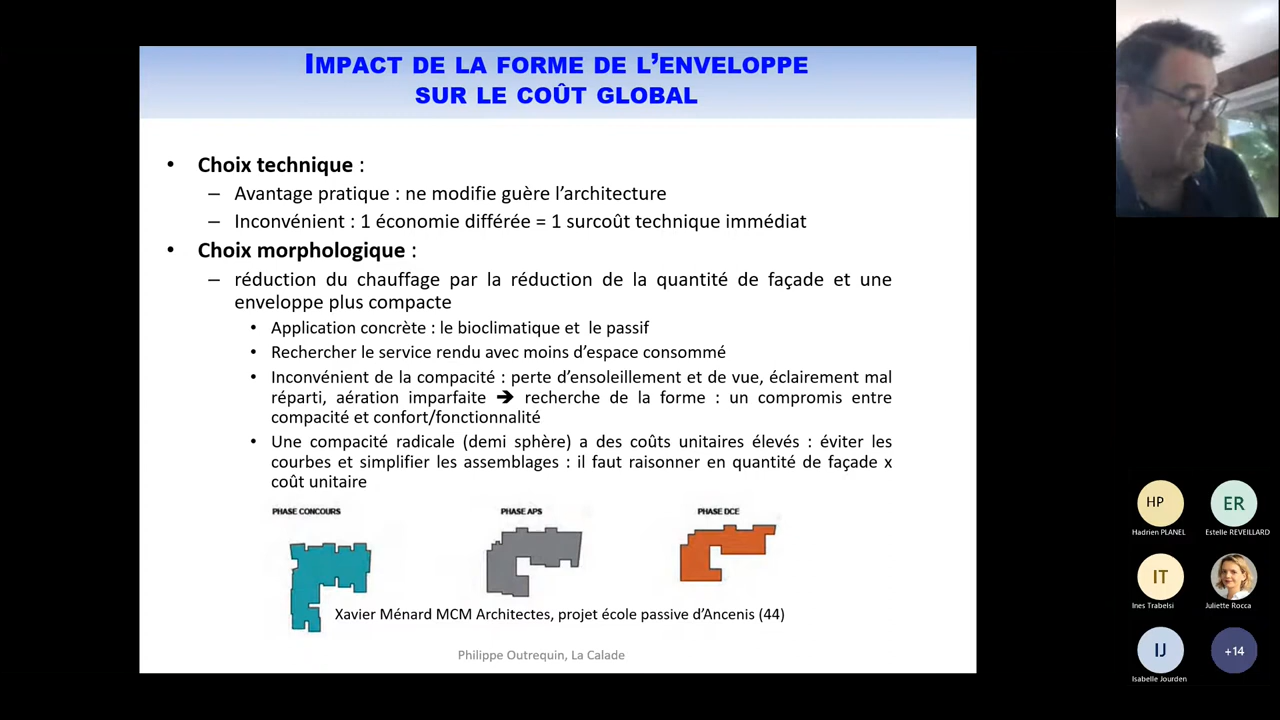 IMPACT DE LA FORME DE L'ENVELOPPE
SUR LE COÛT GLOBAL
• Choix technique :
– Avantage pratique : ne modifie guère l'architecture
– Inconvénient : 1 économie différée = 1 surcoût technique immédiat
• Choix morphologique :
– réduction du chauffage par la réduction de la quantité de façade et une
enveloppe plus compacte
• Application concrète : le bioclimatique et le passif
• Rechercher le service rendu avec moins d'espace consommé
• Inconvénient de la compacité : perte d'ensoleillement et de vue, éclairement mal
réparti, aération imparfaite ➔ recherche de la forme : un compromis entre
compacité et confort/fonctionnalité
• Une compacité radicale (demi sphère) a des coûts unitaires élevés : éviter les
courbes et simplifier les assemblages : il faut raisonner en quantité de façade x
coût unitaire
PHASE CONCOURS
PHASE APS
PHASE DCE
Xavier Ménard MCM Architectes, projet école passive d'Ancenis (44)
Philippe Outrequin, La Calade
HP
ER
Hadrien PLANEL
Estelle REVEILLARD
IT
Ines Trabelsi
Juliette Rocca
IJ
+14
Isabelle Jourden